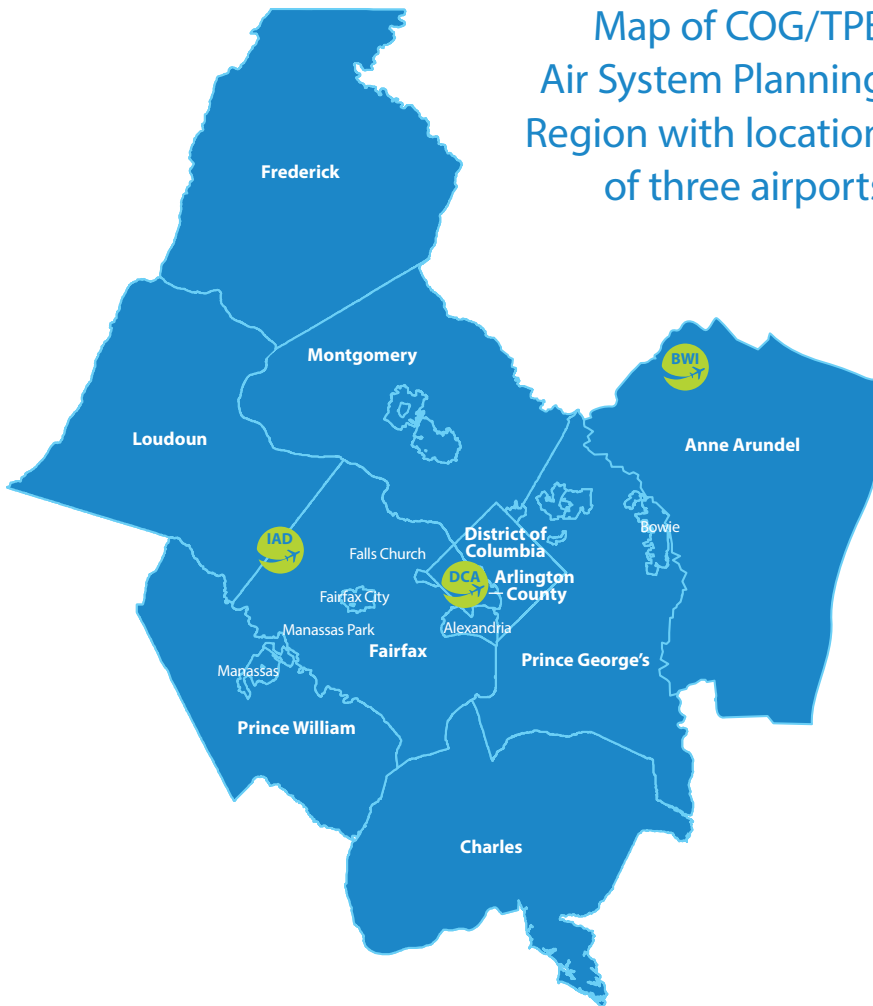 Map of COG/TPB
Air System Planning
Region with location
of three airports
Frederick
Montgomery
BWI
Loudoun
Anne Arundel
Bowie
IAD
District of
Columbia
Falls Church
DCA
Arlington
County
Fairfax City
Manassas Park
Alexandria
Fairfax
Prince George's
Manassas
Prince William
Charles